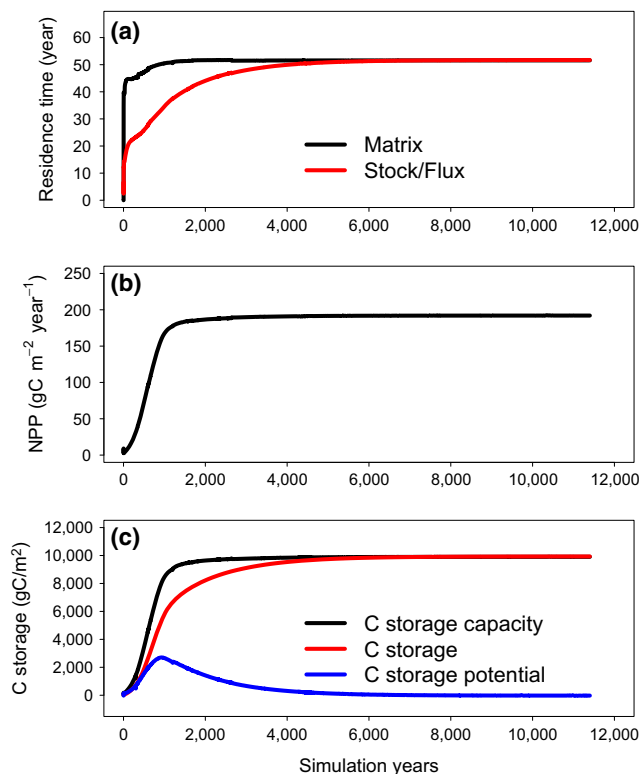 (a)
Residence time (year)
60
50
40
30
20
10
0
Matrix
Stock/Flux
0 2,000 4,000 6,000 8,000 10,000 12,000
(b)
NPP (gC m⁻² year⁻¹)
250
200
150
100
50
0
0 2,000 4,000 6,000 8,000 10,000 12,000
(c)
C storage (gC/m²)
12,000
10,000
8,000
6,000
4,000
2,000
0
C storage capacity
C storage
C storage potential
0 2,000 4,000 6,000 8,000 10,000 12,000
Simulation years